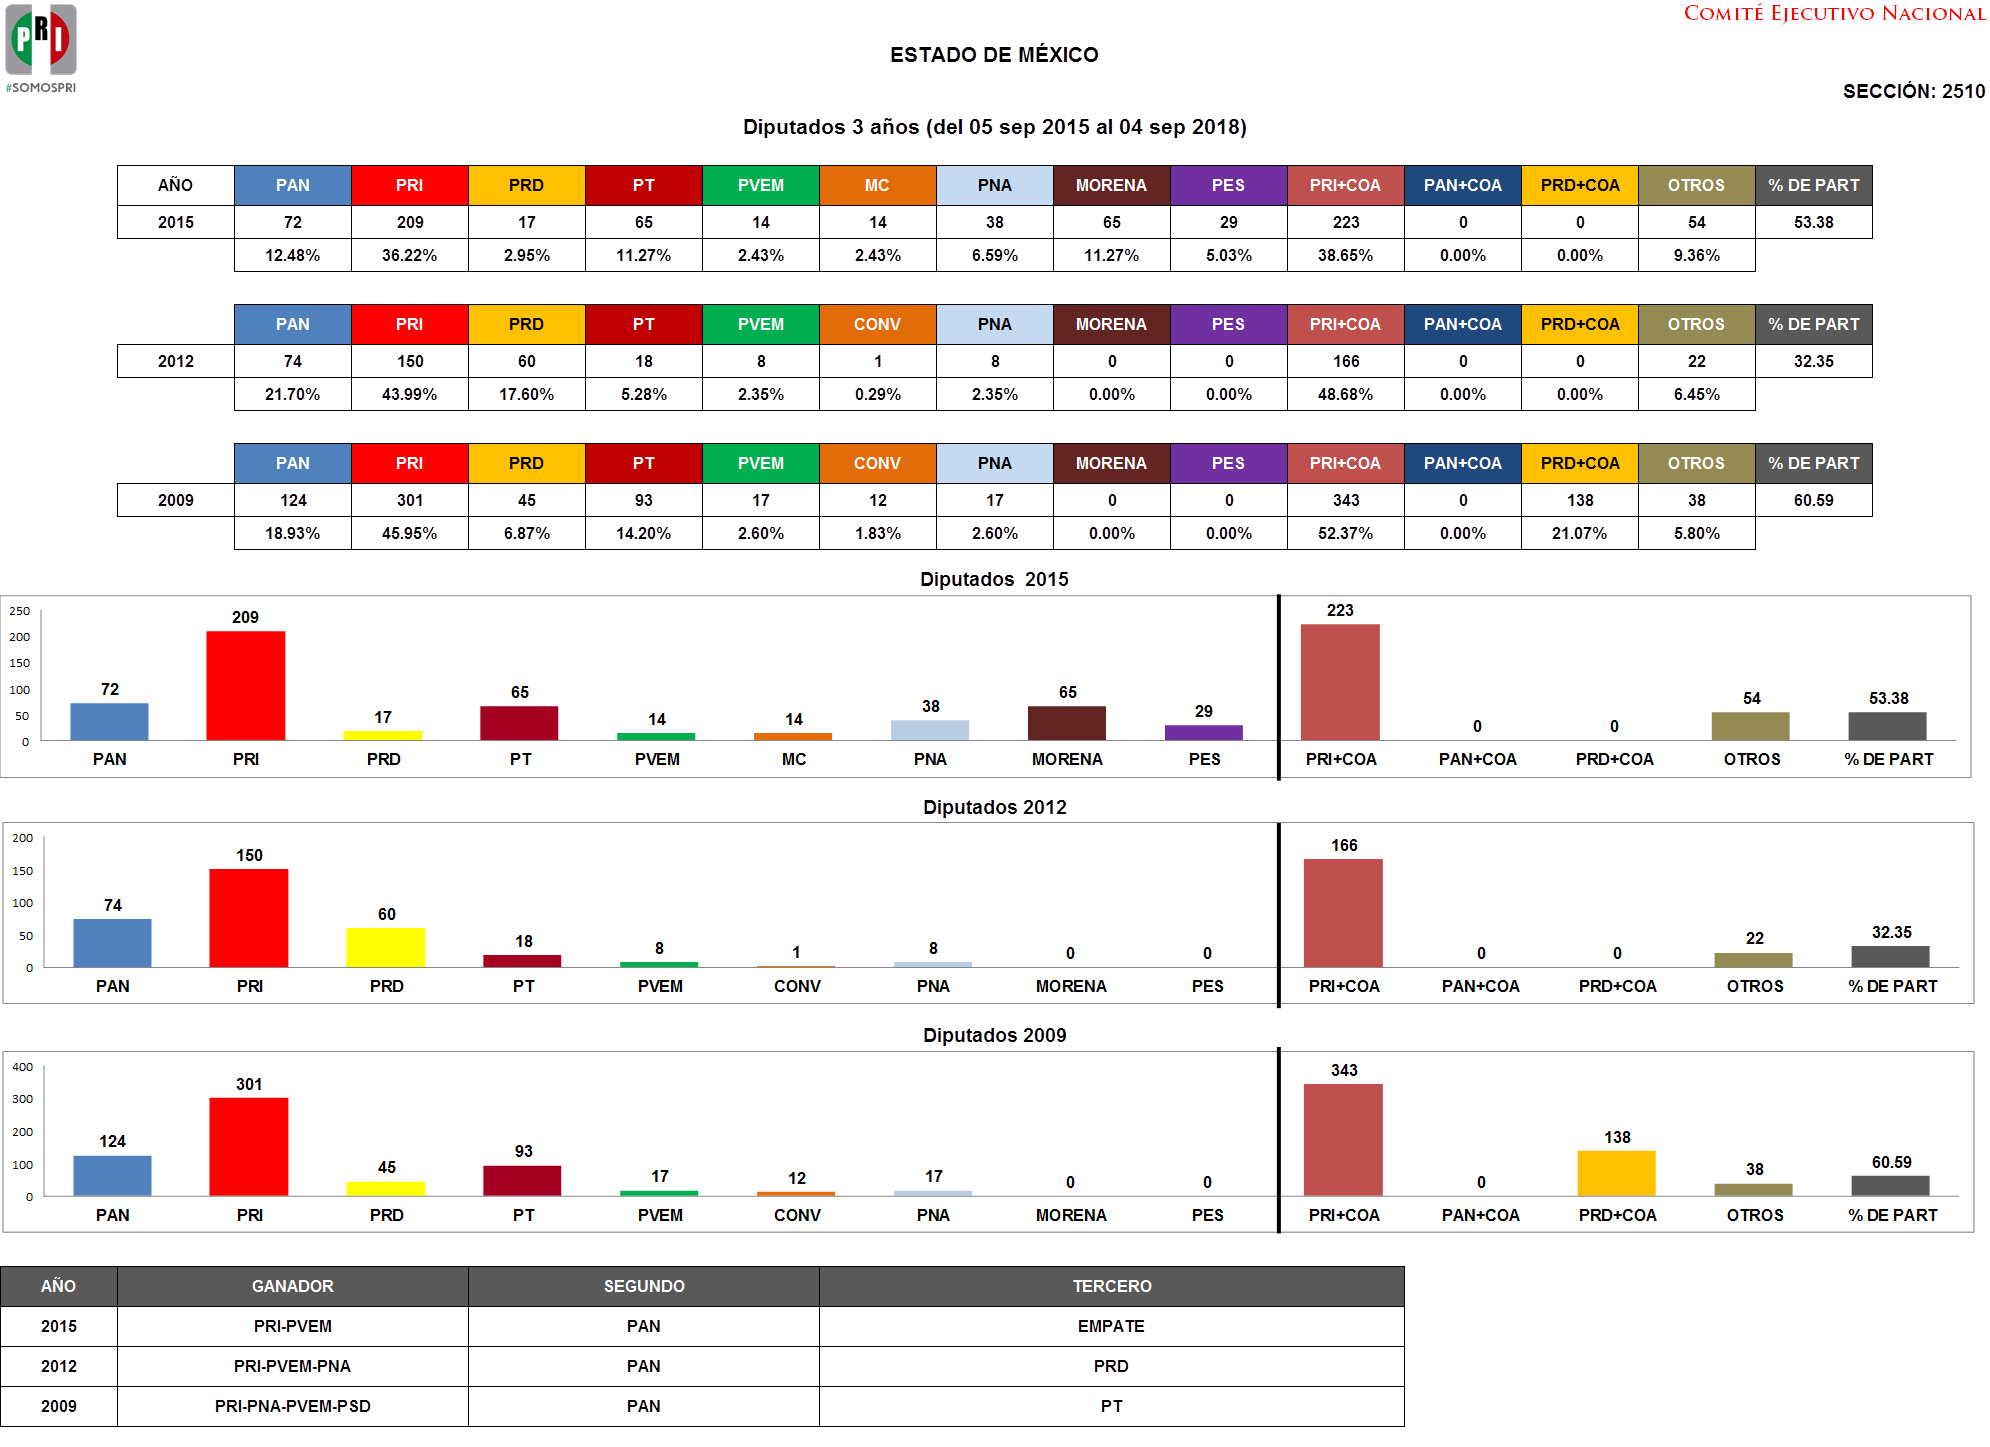 PRI
#SOMOSPRI
COMITÉ EJECUTIVO NACIONAL
ESTADO DE MÉXICO
SECCIÓN: 2510
Diputados 3 años (del 05 sep 2015 al 04 sep 2018)
AÑO PAN PRI PRD PT PVEM MC PNA MORENA PES PRI+COA PAN+COA PRD+COA OTROS % DE PART
2015 72 209 17 65 14 14 38 65 29 223 0 0 54 53.38
12.48% 36.22% 2.95% 11.27% 2.43% 2.43% 6.59% 11.27% 5.03% 38.65% 0.00% 0.00% 9.36%
PAN PRI PRD PT PVEM CONV PNA MORENA PES PRI+COA PAN+COA PRD+COA OTROS % DE PART
2012 74 150 60 18 8 1 8 0 0 166 0 0 22 32.35
21.70% 43.99% 17.60% 5.28% 2.35% 0.29% 2.35% 0.00% 0.00% 48.68% 0.00% 0.00% 6.45%
PAN PRI PRD PT PVEM CONV PNA MORENA PES PRI+COA PAN+COA PRD+COA OTROS % DE PART
2009 124 301 45 93 17 12 17 0 0 343 0 138 38 60.59
18.93% 45.95% 6.87% 14.20% 2.60% 1.83% 2.60% 0.00% 0.00% 52.37% 0.00% 21.07% 5.80%
Diputados 2015
250
200
150
100
50
0
72 209 17 65 14 14 38 65 29 223 0 0 54 53.38
PAN PRI PRD PT PVEM MC PNA MORENA PES PRI+COA PAN+COA PRD+COA OTROS % DE PART
Diputados 2012
200
150
100
50
0
74 150 60 18 8 1 8 0 0 166 0 0 22 32.35
PAN PRI PRD PT PVEM CONV PNA MORENA PES PRI+COA PAN+COA PRD+COA OTROS % DE PART
Diputados 2009
400
300
200
100
0
124 301 45 93 17 12 17 0 0 343 0 138 38 60.59
PAN PRI PRD PT PVEM CONV PNA MORENA PES PRI+COA PAN+COA PRD+COA OTROS % DE PART
AÑO GANADOR SEGUNDO TERCERO
2015 PRI-PVEM PAN EMPATE
2012 PRI-PVEM-PNA PAN PRD
2009 PRI-PNA-PVEM-PSD PAN PT